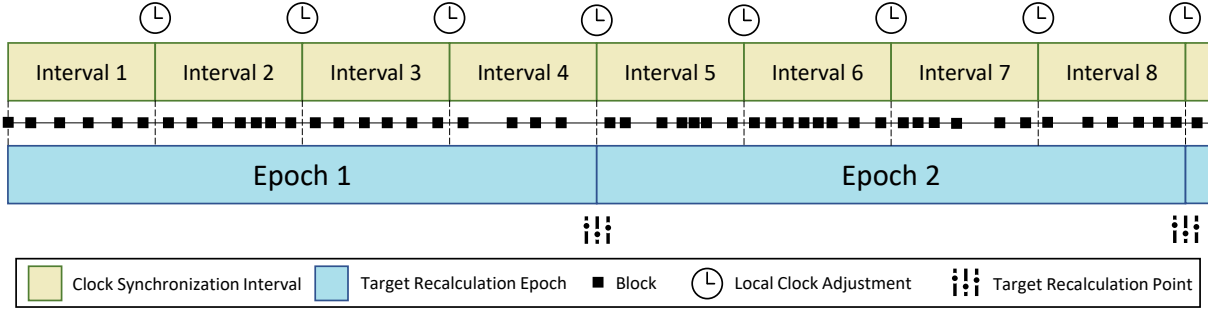 Interval 1 Interval 2 Interval 3 Interval 4 Interval 5 Interval 6 Interval 7 Interval 8
Epoch 1 Epoch 2
Clock Synchronization Interval Target Recalculation Epoch Block Local Clock Adjustment Target Recalculation Point